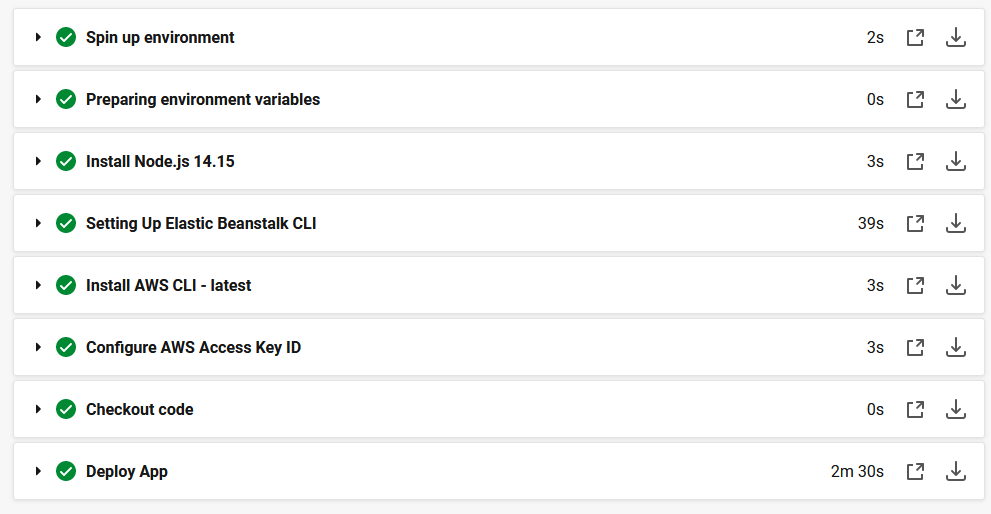 Spin up environment 2s
Preparing environment variables 0s
Install Node.js 14.15 3s
Setting Up Elastic Beanstalk CLI 39s
Install AWS CLI - latest 3s
Configure AWS Access Key ID 3s
Checkout code 0s
Deploy App 2m 30s